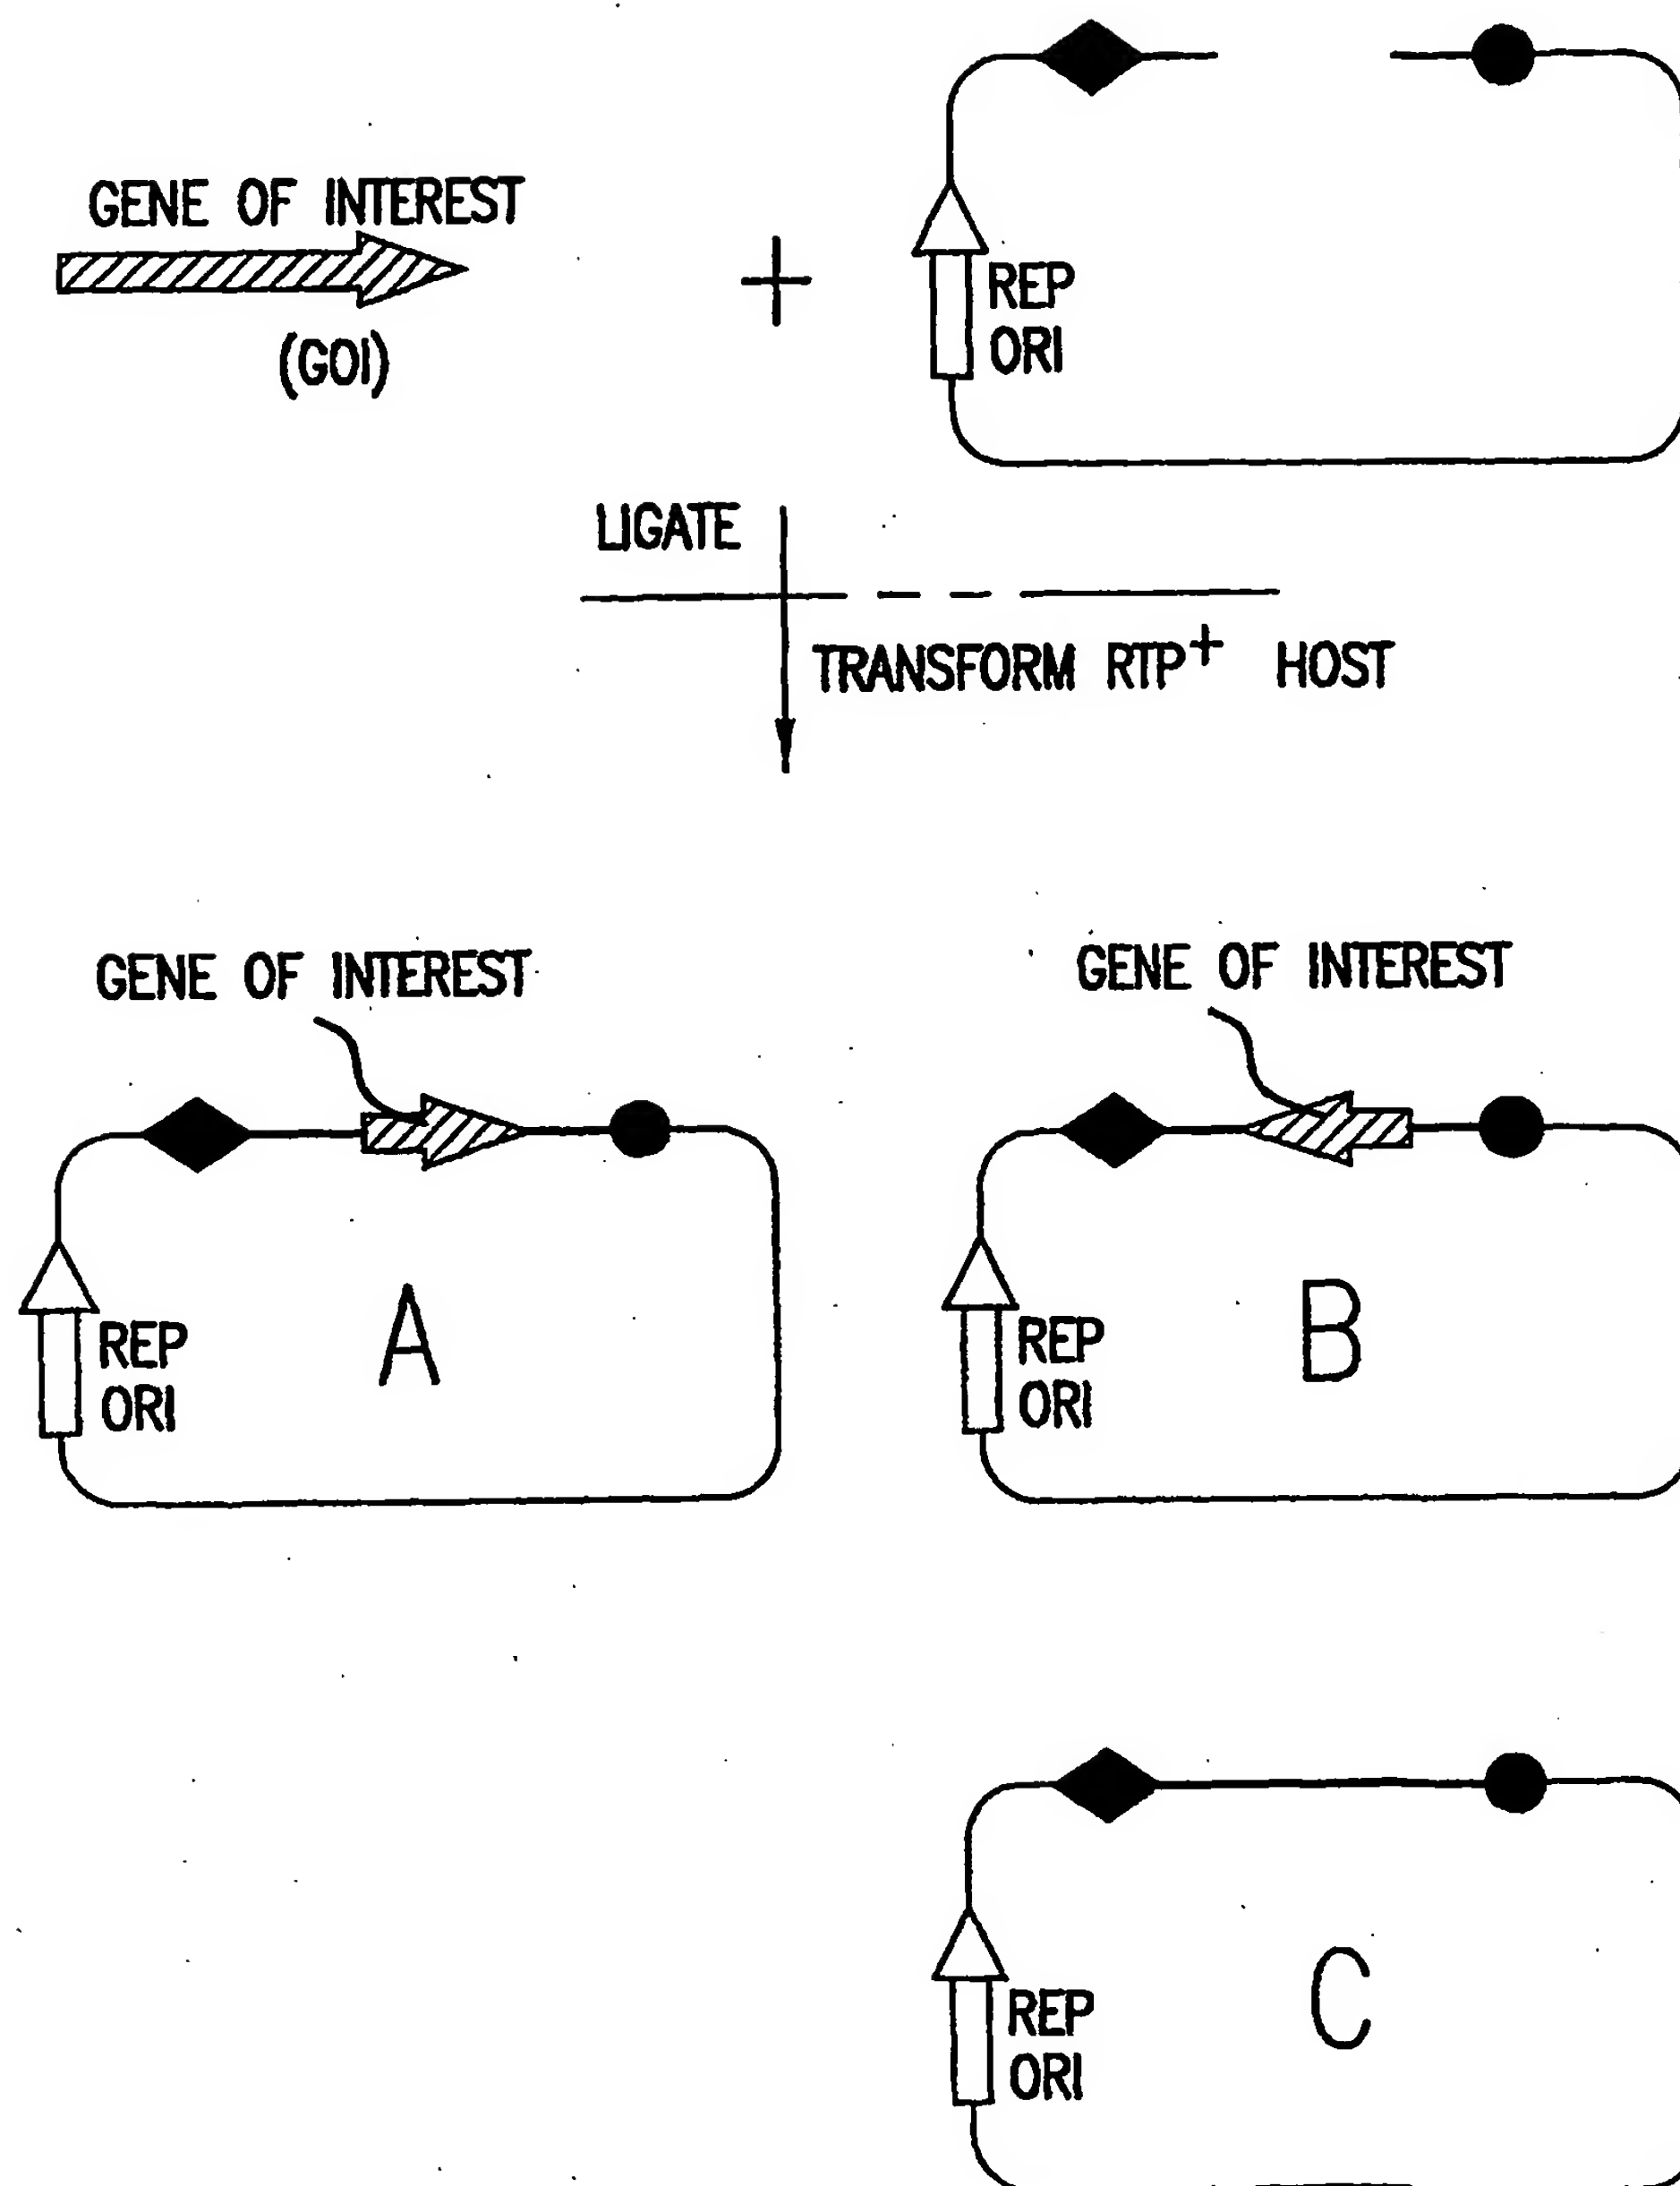 GENE OF INTEREST
(GOI)
+
REP
ORI
LIGATE
TRANSFORM RTP+ HOST
GENE OF INTEREST
GENE OF INTEREST
A
REP
ORI
B
REP
ORI
C
REP
ORI